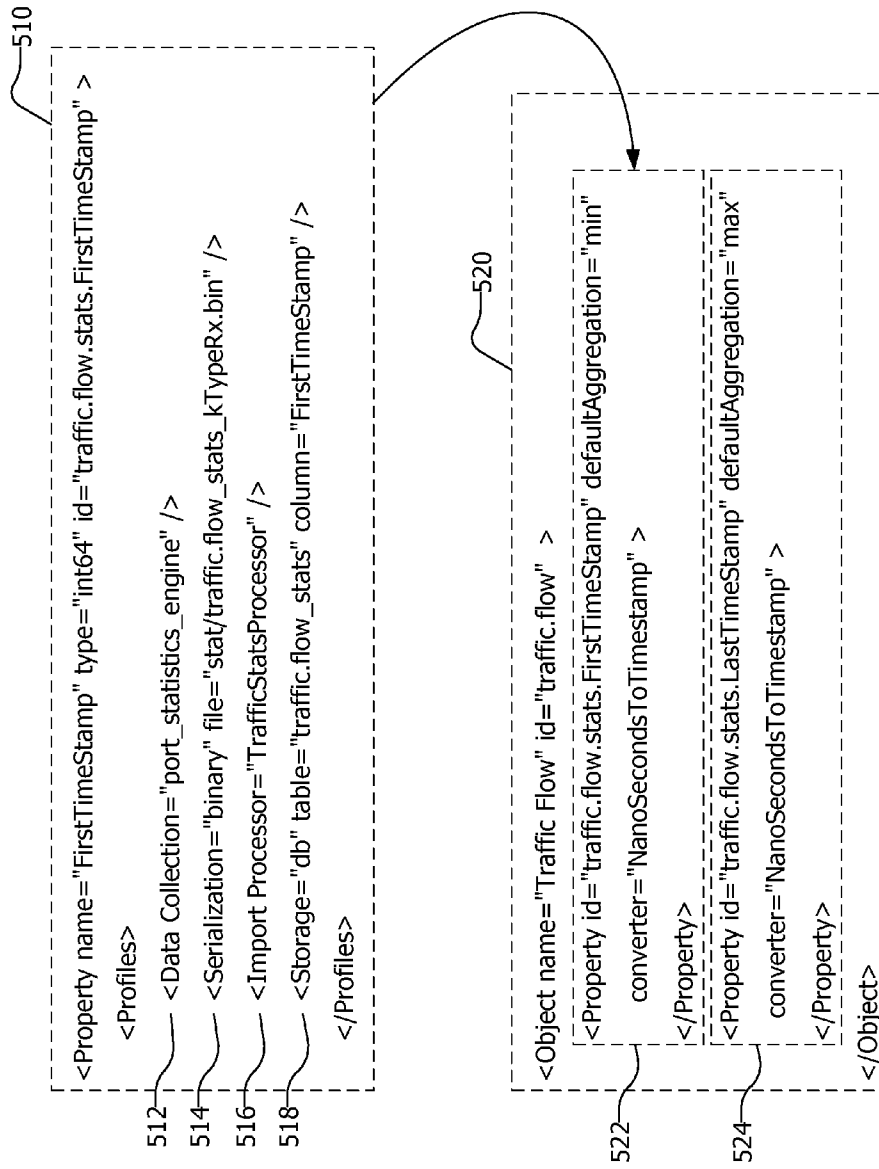 510
<Property name="FirstTimeStamp" type="int64" id="traffic.flow.stats.FirstTimeStamp" >
<Profiles>
512 <Data Collection="port_statistics_engine" />
514 <Serialization="binary" file="stat/traffic.flow_stats_kTypeRx.bin" />
516 <Import Processor="TrafficStatsProcessor" />
518 <Storage="db" table="traffic.flow_stats" column="FirstTimeStamp" />
</Profiles>
520
<Object name="Traffic Flow" id="traffic.flow" >
<Property id="traffic.flow.stats.FirstTimeStamp" defaultAggregation="min"
converter="NanoSecondsToTimestamp" >
522 </Property>
<Property id="traffic.flow.stats.LastTimeStamp" defaultAggregation="max"
converter="NanoSecondsToTimestamp" >
524 </Property>
</Object>